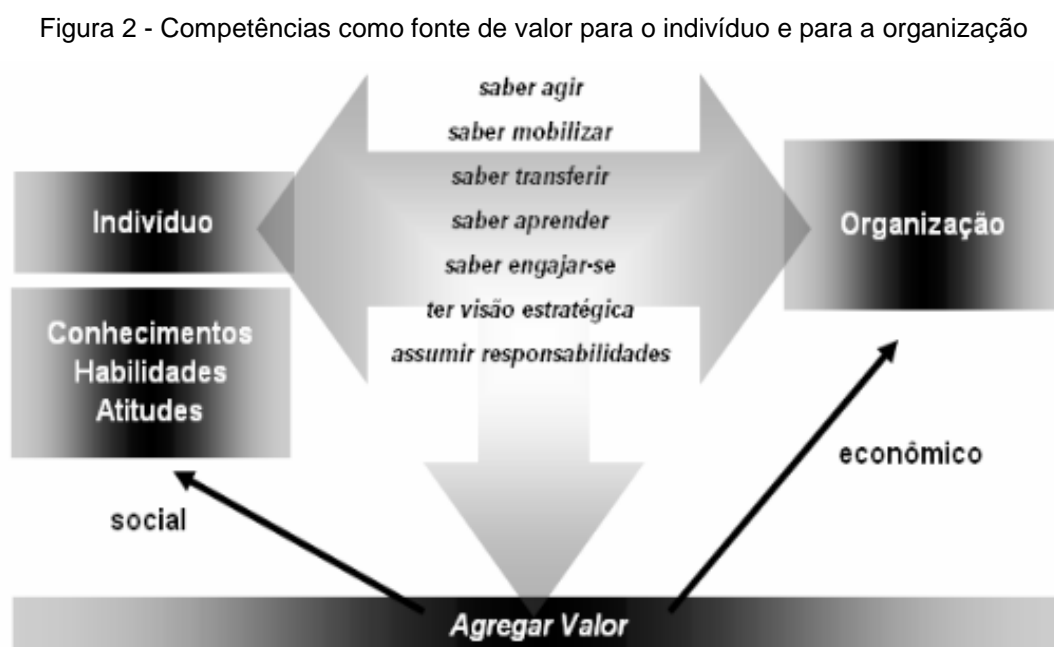 Figura 2 - Competências como fonte de valor para o indivíduo e para a organização
saber agir
saber mobilizar
saber transferir
saber aprender
saber engajar-se
ter visão estratégica
assumir responsabilidades
Indivíduo
Conhecimentos
Habilidades
Atitudes
Organização
social
econômico
Agregar Valor